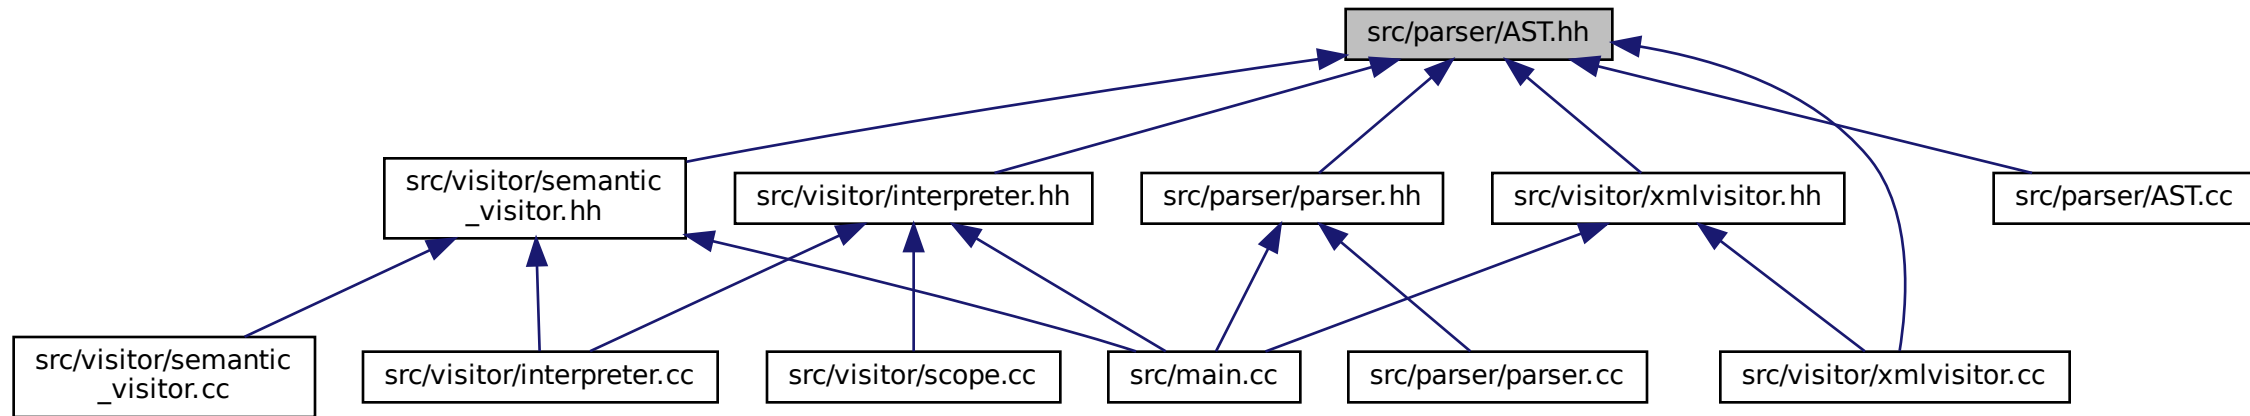 src/parser/AST.hh
src/visitor/semantic
_visitor.hh
src/visitor/interpreter.hh
src/parser/parser.hh
src/visitor/xmlvisitor.hh
src/parser/AST.cc
src/visitor/semantic
_visitor.cc
src/visitor/interpreter.cc
src/visitor/scope.cc
src/main.cc
src/parser/parser.cc
src/visitor/xmlvisitor.cc